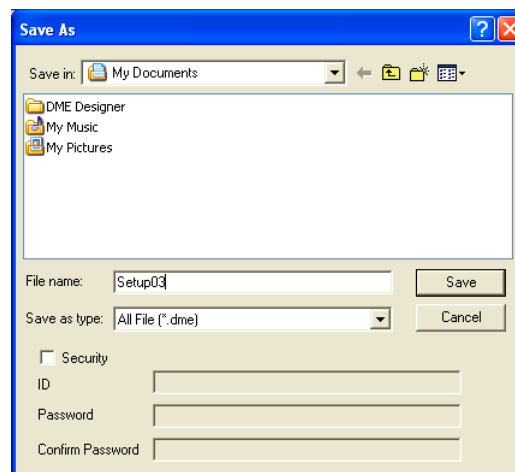 Save As
Save in: My Documents
DME Designer
My Music
My Pictures
File name: Setup03 Save
Save as type: All File (*.dme) Cancel
Security
ID
Password
Confirm Password